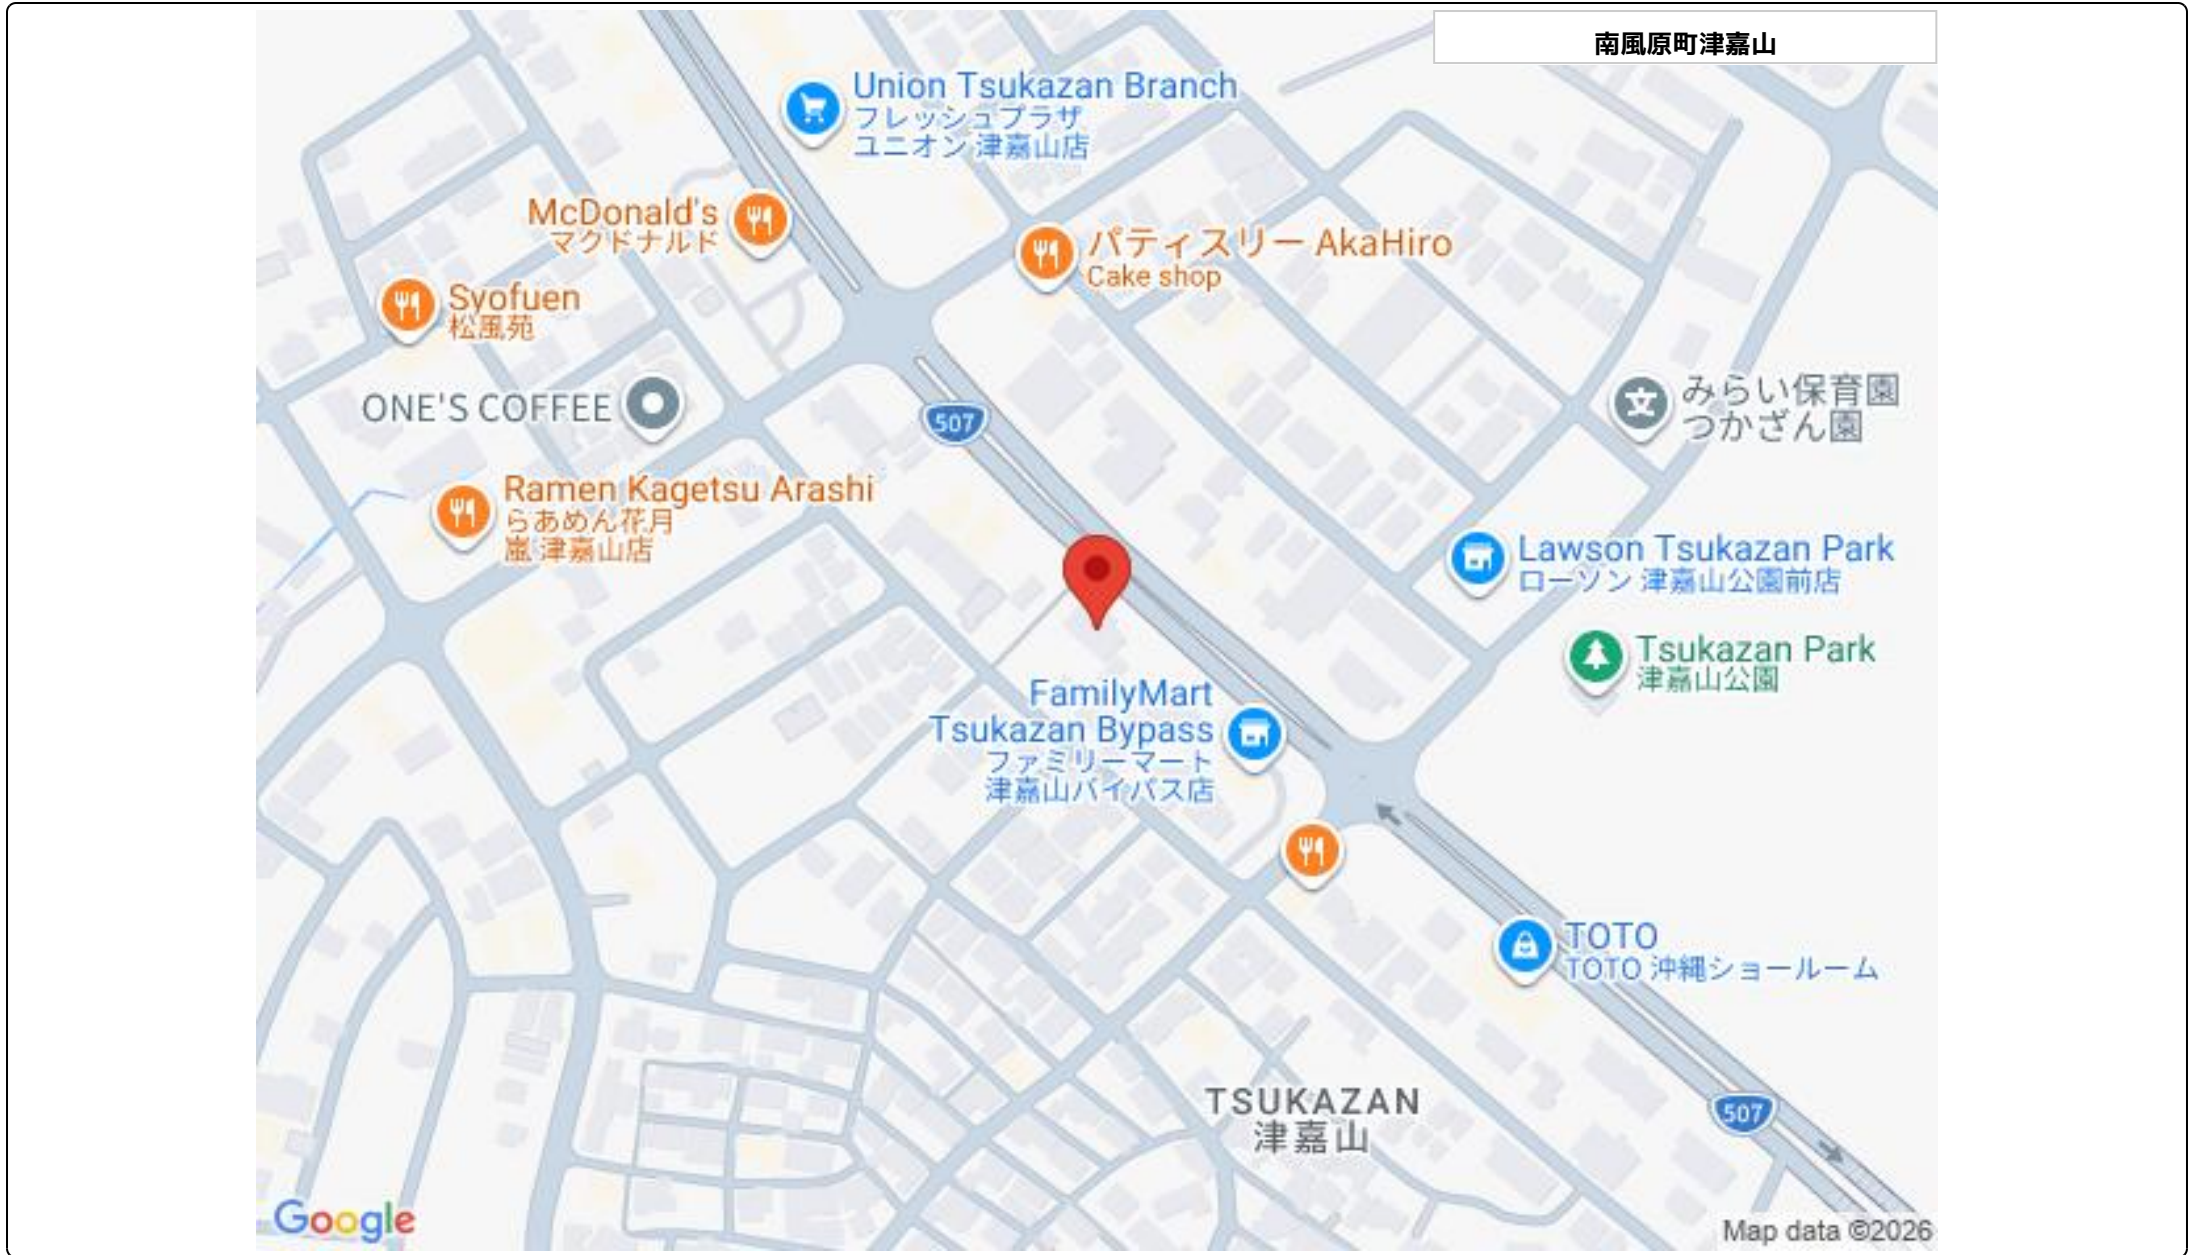 南風原町津嘉山
Union Tsukazan Branch
フレッシュプラザ
ユニオン 津嘉山店
McDonald's
マクドナルド
パティスリー AkaHiro
Cake shop
Syofuen
松風苑
ONE'S COFFEE
507
みらい保育園
つかざん園
Ramen Kagetsu Arashi
らあめん花月
嵐 津嘉山店
Lawson Tsukazan Park
ローソン 津嘉山公園前店
Tsukazan Park
津嘉山公園
FamilyMart
Tsukazan Bypass
ファミリーマート
津嘉山バイパス店
TOTO
TOTO 沖縄ショールーム
TSUKAZAN
津嘉山
507
Google
Map data ©2026